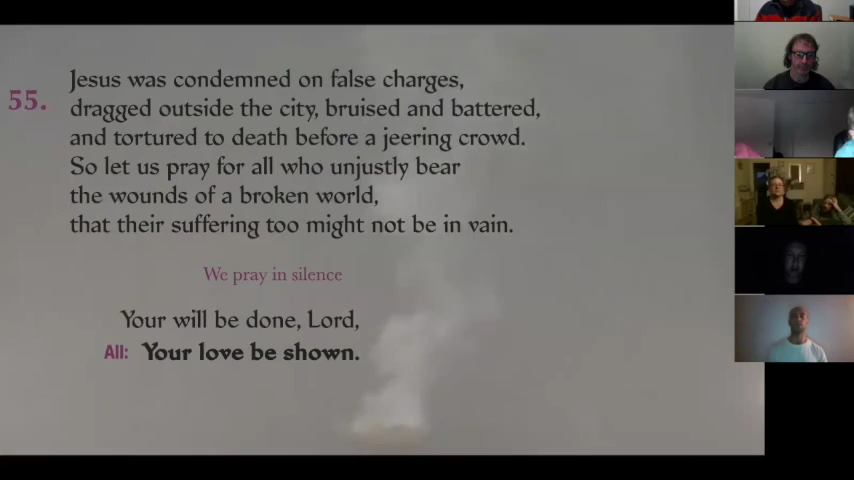 55. Jesus was condemned on false charges,
dragged outside the city, bruised and battered,
and tortured to death before a jeering crowd.
So let us pray for all who unjustly bear
the wounds of a broken world,
that their suffering too might not be in vain.
We pray in silence
Your will be done, Lord,
All: Your love be shown.